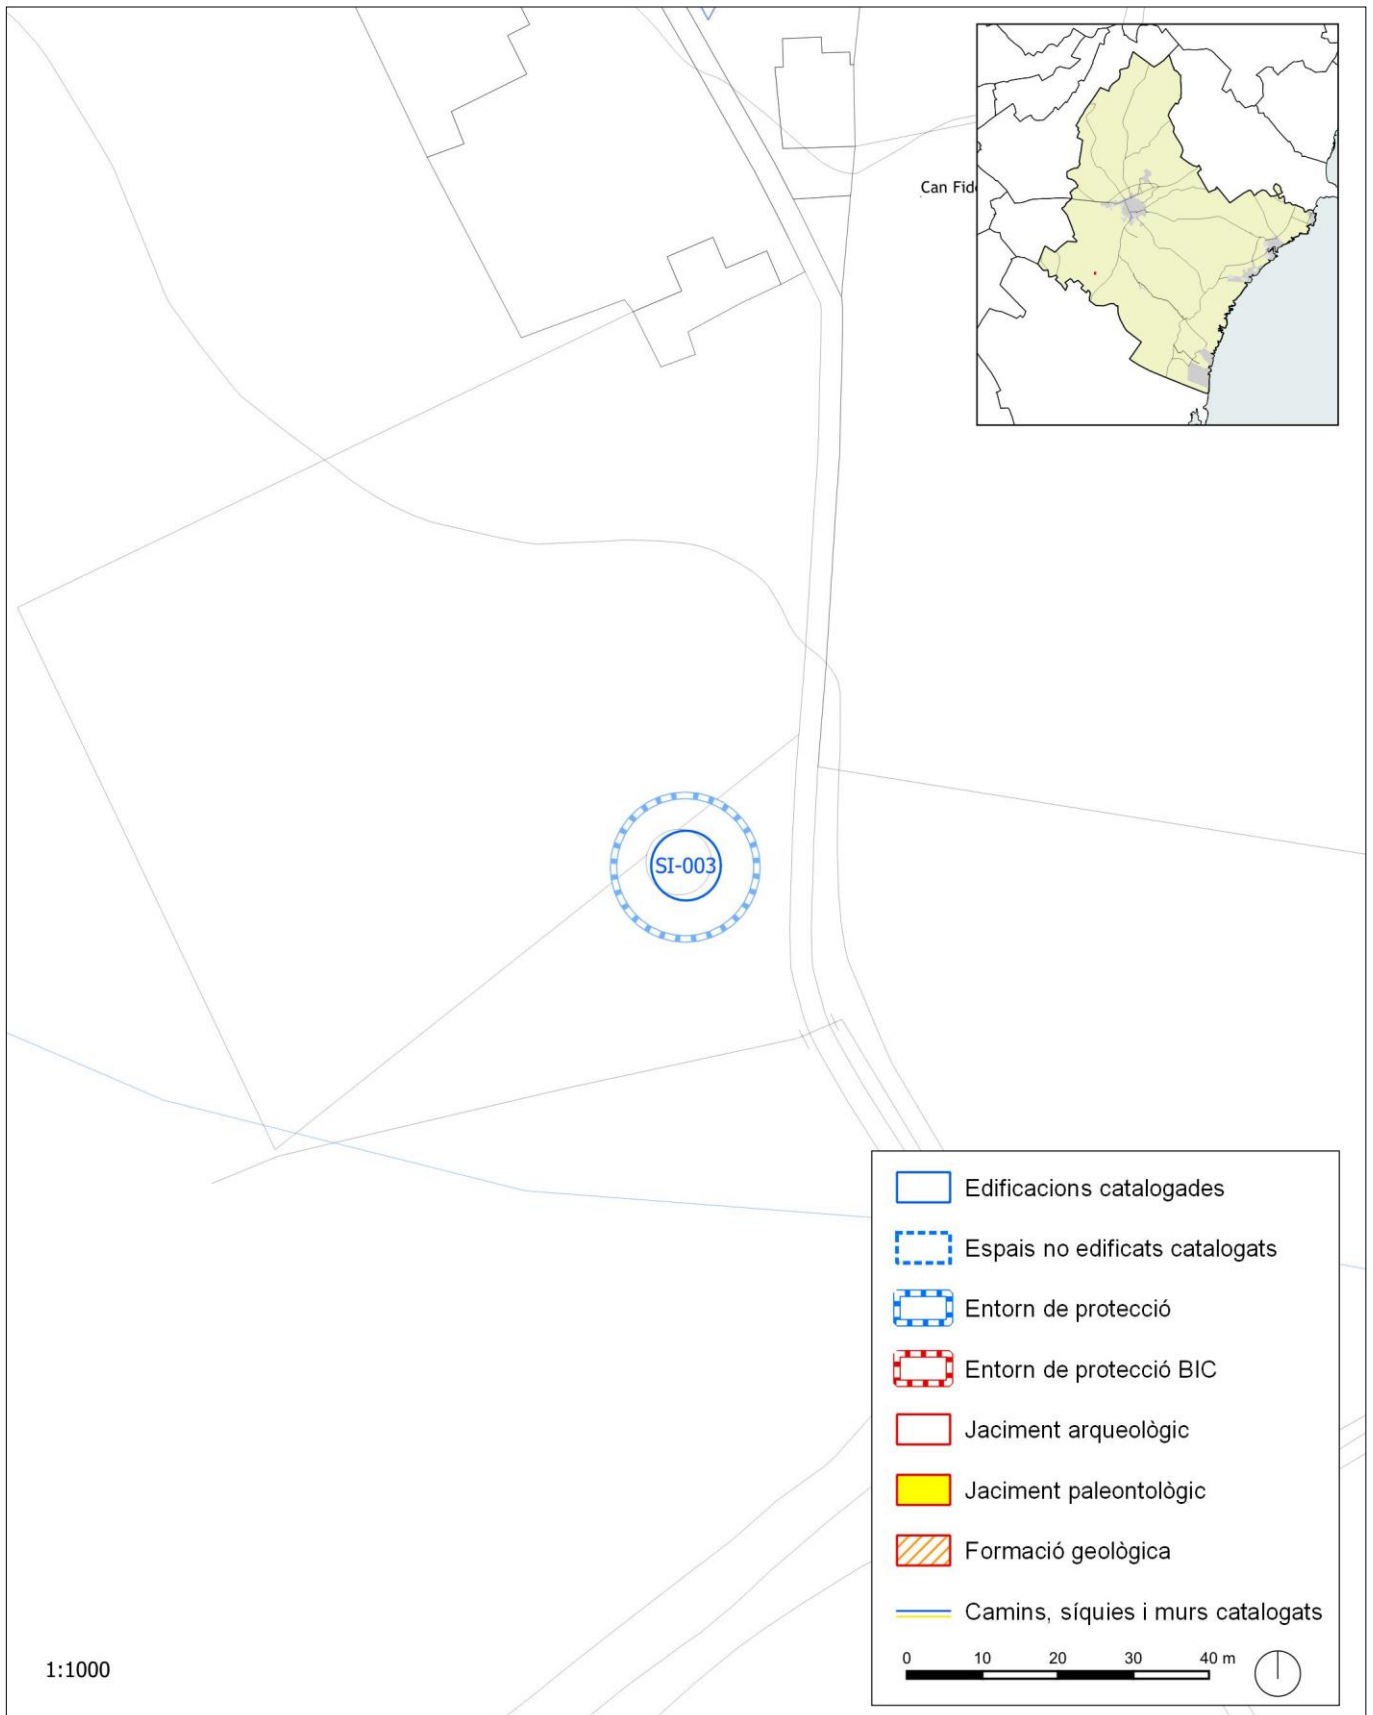 Can Fid
SI-003
Edificacions catalogades
Espais no edificats catalogats
Entorn de protecció
Entorn de protecció BIC
Jaciment arqueològic
Jaciment paleontològic
Formació geològica
Camins, síquies i murs catalogats
0 10 20 30 40 m
1:1000